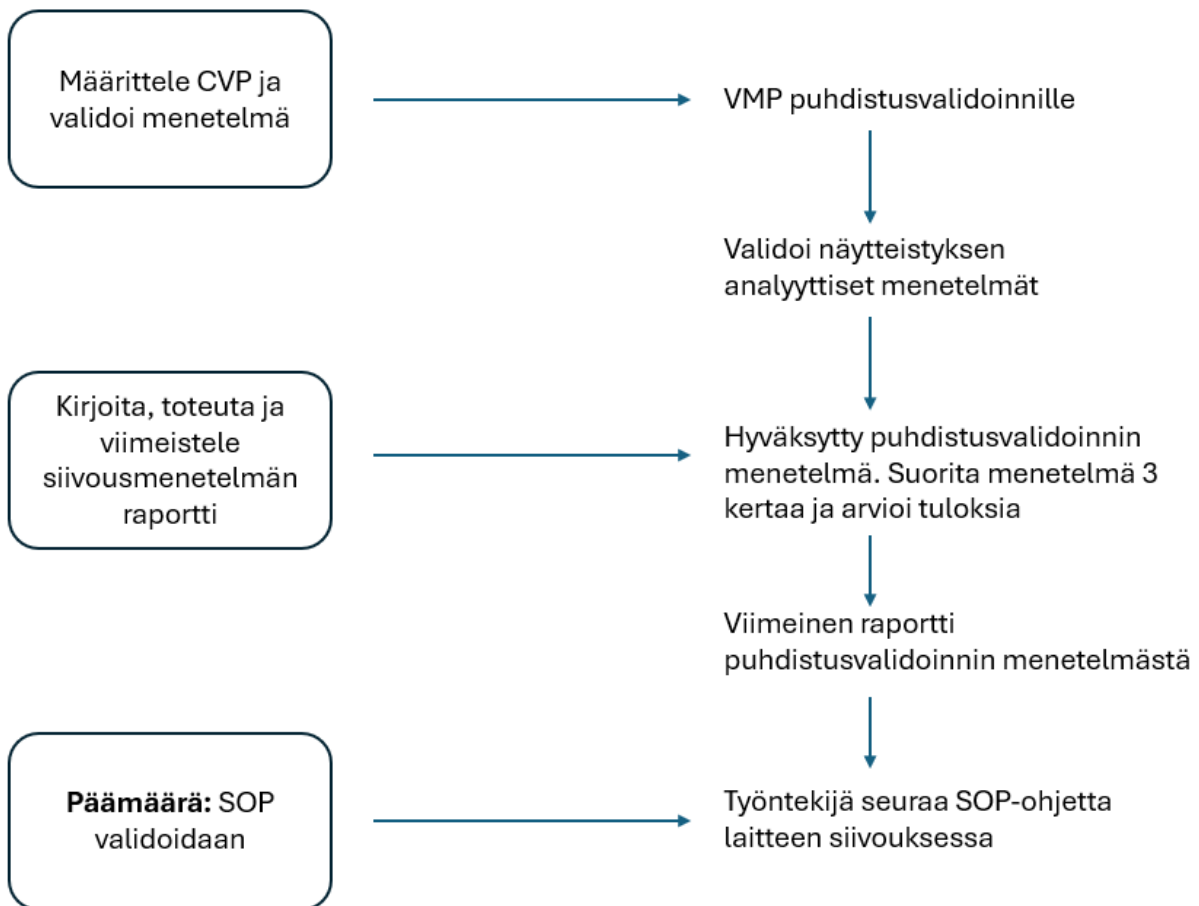 Määrittele CVP ja
validoi menetelmä
VMP puhdistusvalidoinnille
Validoi näytteistyksen
analyyttiset menetelmät
Kirjoita, toteuta ja
viimeistele
siivousmenetelmän
raportti
Hyväksytty puhdistusvalidoinnin
menetelmä. Suorita menetelmä 3
kertaa ja arvioi tuloksia
Viimeinen raportti
puhdistusvalidoinnin menetelmästä
Päämäärä: SOP
validoidaan
Työntekijä seuraa SOP-ohjetta
laitteen siivouksessa